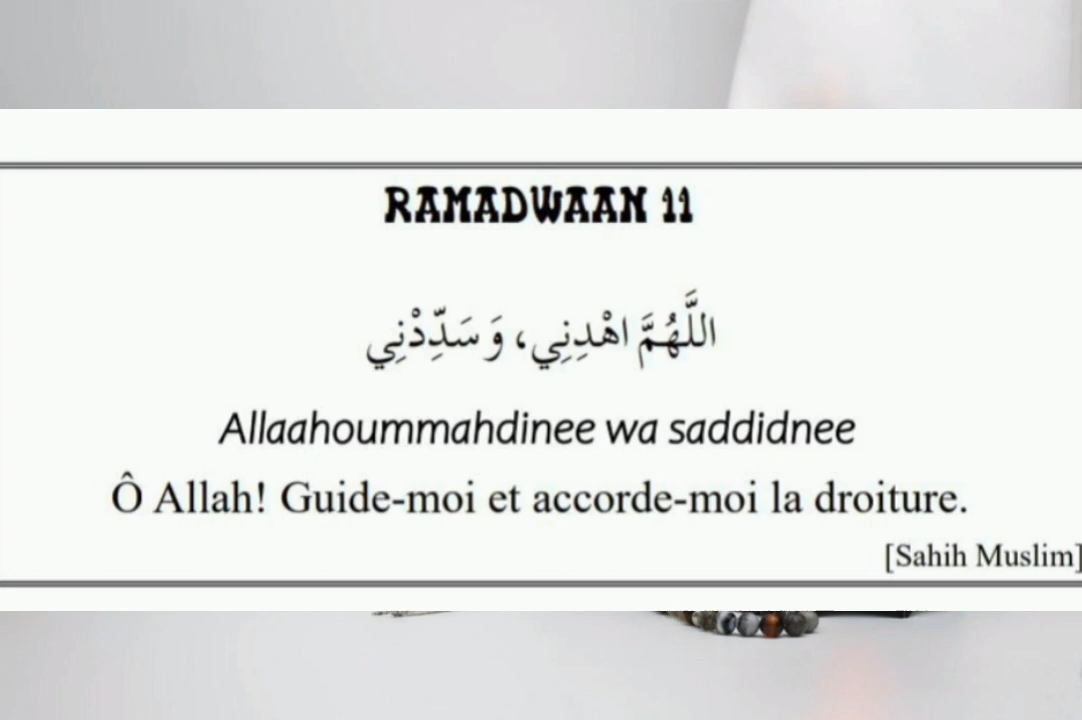 RAMADWAAN 11
اللَّهُمَّ اهْدِنِي، وَسَدِّدْنِي
Allaahoummahdinee wa saddidnee
Ô Allah! Guide-moi et accorde-moi la droiture.
[Sahih Muslim]